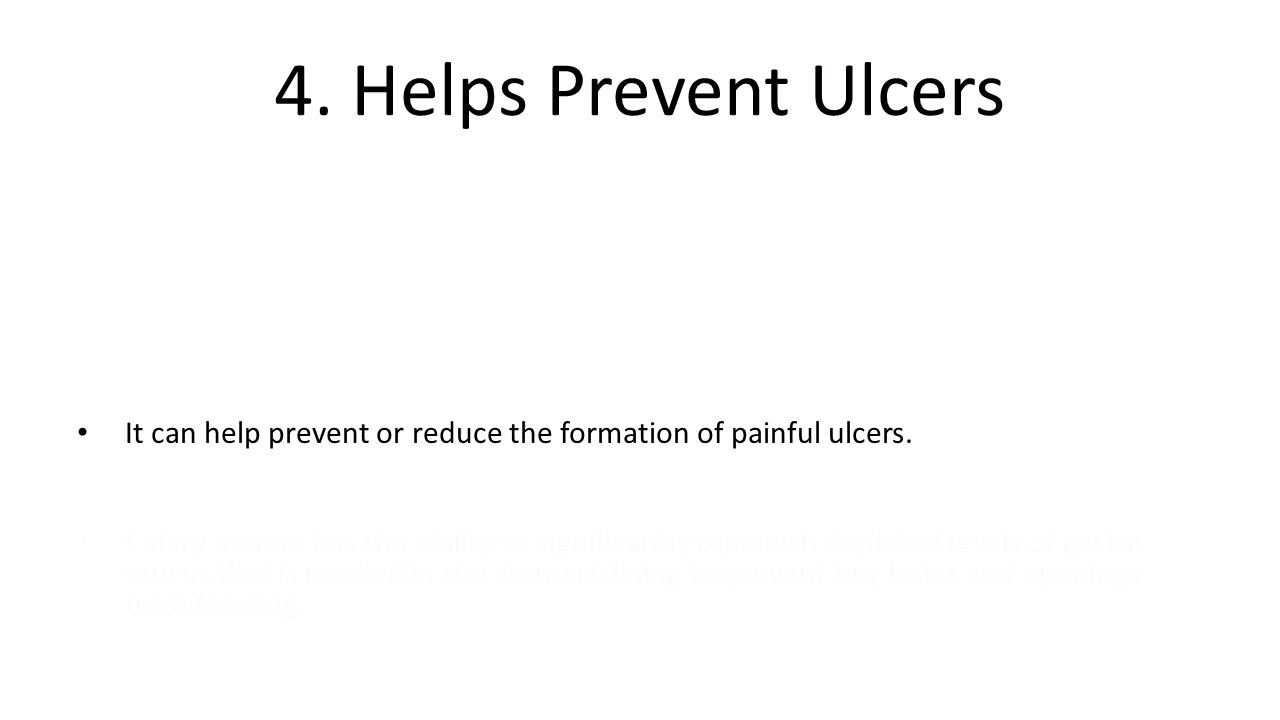 4. Helps Prevent Ulcers
• It can help prevent or reduce the formation of painful ulcers.
• Celery extract has the ability to significantly replenish depleted levels of gastric
mucus that is needed in the stomach lining to prevent tiny holes and openings
from forming.